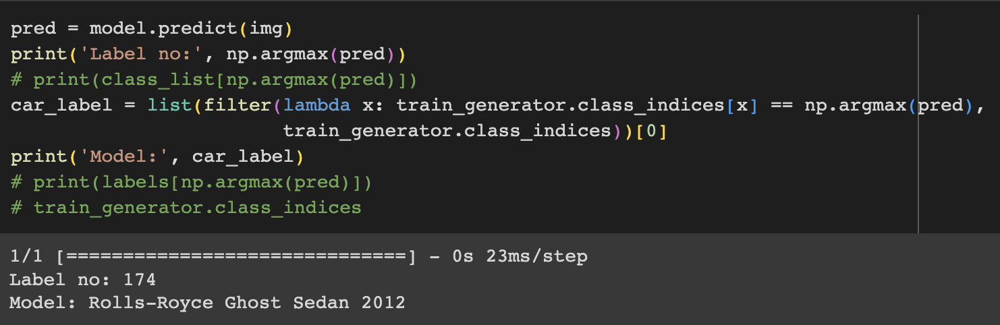 pred = model.predict(img)
print('Label no:', np.argmax(pred))
# print(class_list[np.argmax(pred)])
car_label = list(filter(lambda x: train_generator.class_indices[x] == np.argmax(pred),
                        train_generator.class_indices))[0]
print('Model:', car_label)
# print(labels[np.argmax(pred)])
# train_generator.class_indices
1/1 [==============================] - 0s 23ms/step
Label no: 174
Model: Rolls-Royce Ghost Sedan 2012